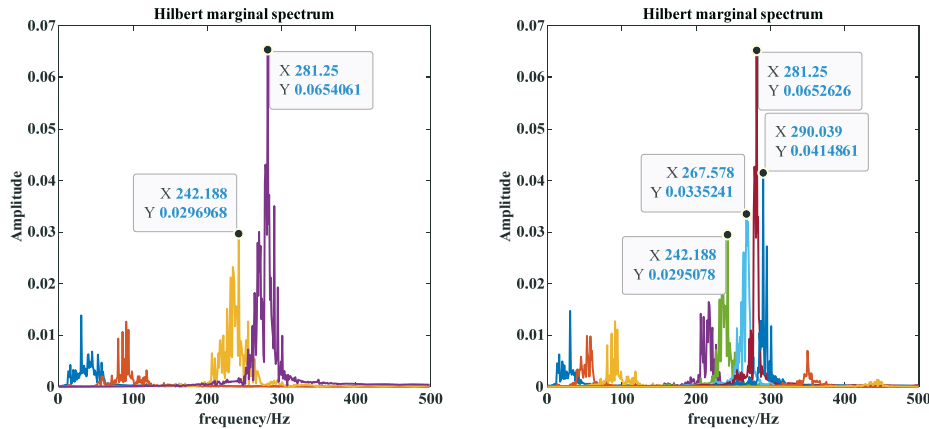 Hilbert marginal spectrum
0.07
0.06
0.05
0.04
0.03
0.02
0.01
0
Amplitude
X 281.25
Y 0.0654061
X 242.188
Y 0.0296968
0 100 200 300 400 500
frequency/Hz
Hilbert marginal spectrum
0.07
0.06
0.05
0.04
0.03
0.02
0.01
0
Amplitude
X 281.25
Y 0.0652626
X 290.039
Y 0.0414861
X 267.578
Y 0.0335241
X 242.188
Y 0.0295078
0 100 200 300 400 500
frequency/Hz